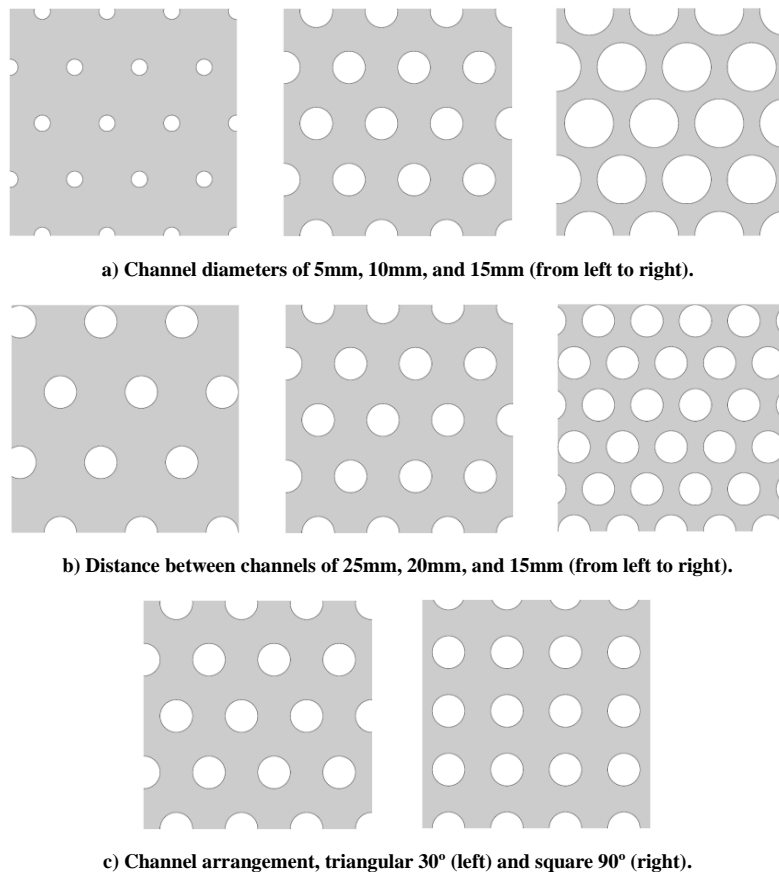 a) Channel diameters of 5mm, 10mm, and 15mm (from left to right).
b) Distance between channels of 25mm, 20mm, and 15mm (from left to right).
c) Channel arrangement, triangular 30º (left) and square 90º (right).